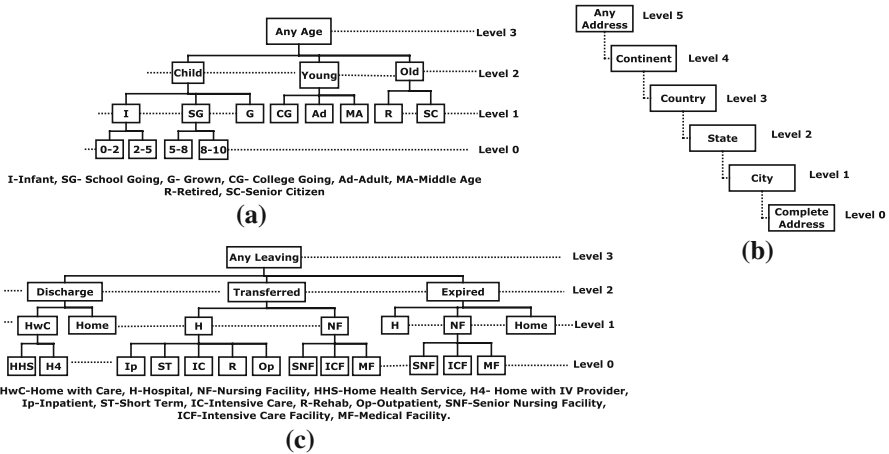 Any Age
Level 3
Child
Young
Old
Level 2
I
SG
G
CG
Ad
MA
R
SC
Level 1
0-2
2-5
5-8
8-10
Level 0
I-Infant, SG- School Going, G- Grown, CG- College Going, Ad-Adult, MA-Middle Age
R-Retired, SC-Senior Citizen
(a)
Any
Address
Level 5
Continent
Level 4
Country
Level 3
State
Level 2
City
Level 1
Complete
Address
Level 0
(b)
Any Leaving
Level 3
Discharge
Transferred
Expired
Level 2
HwC
Home
H
NF
H
NF
Home
Level 1
HHS
H4
Ip
ST
IC
R
Op
SNF
ICF
MF
SNF
ICF
MF
Level 0
HwC-Home with Care, H-Hospital, NF-Nursing Facility, HHS-Home Health Service, H4- Home with IV Provider,
Ip-Inpatient, ST-Short Term, IC-Intensive Care, R-Rehab, Op-Outpatient, SNF-Senior Nursing Facility,
ICF-Intensive Care Facility, MF-Medical Facility.
(c)